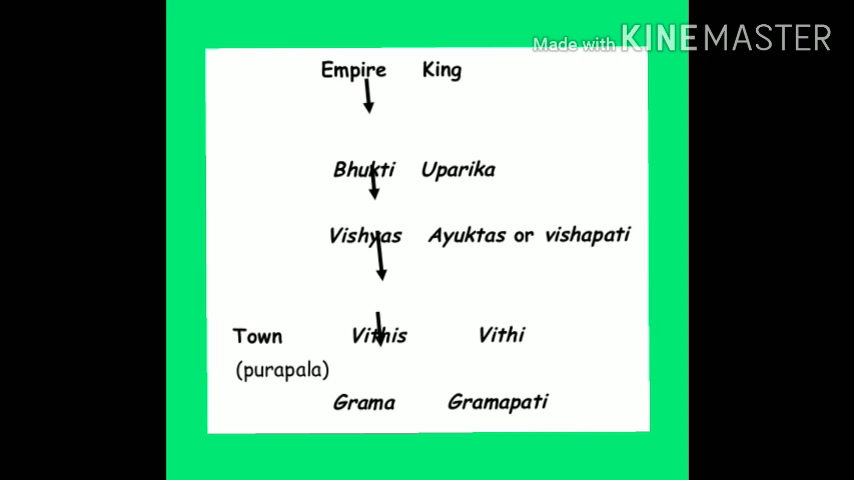 Made with KINEMASTER
Empire King
Bhukti Uparika
Vishyas Ayuktas or vishapati
Town Vithis Vithi
(purapala)
Grama Gramapati